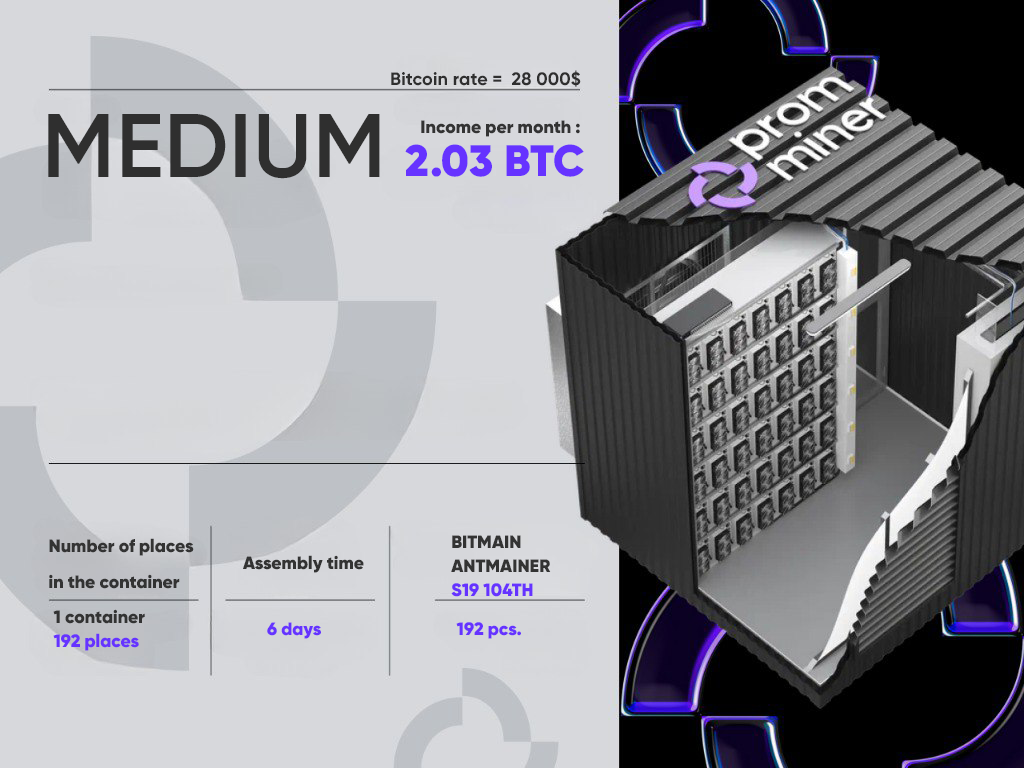 Bitcoin rate = 28 000$
MEDIUM
Income per month :
2.03 BTC
prom
miner
Number of places
in the container
1 container
192 places
Assembly time
6 days
BITMAIN
ANTMAINER
S19 104TH
192 pcs.